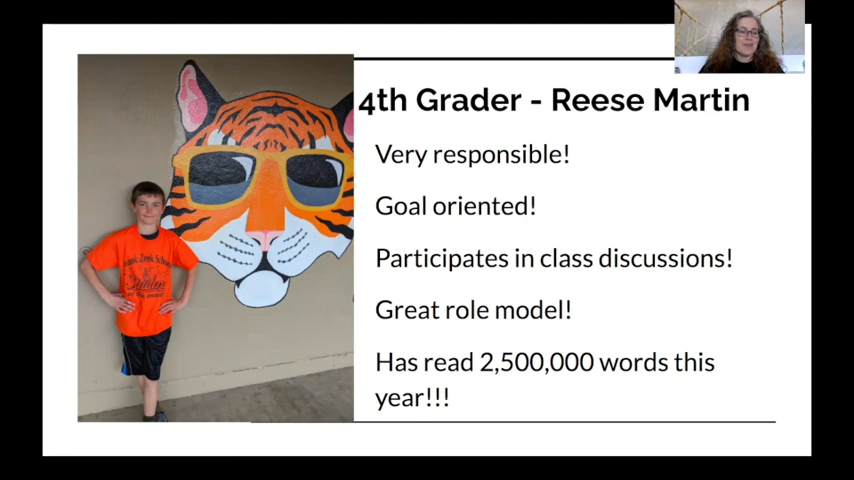 4th Grader - Reese Martin
Very responsible!
Goal oriented!
Participates in class discussions!
Great role model!
Has read 2,500,000 words this
year!!!